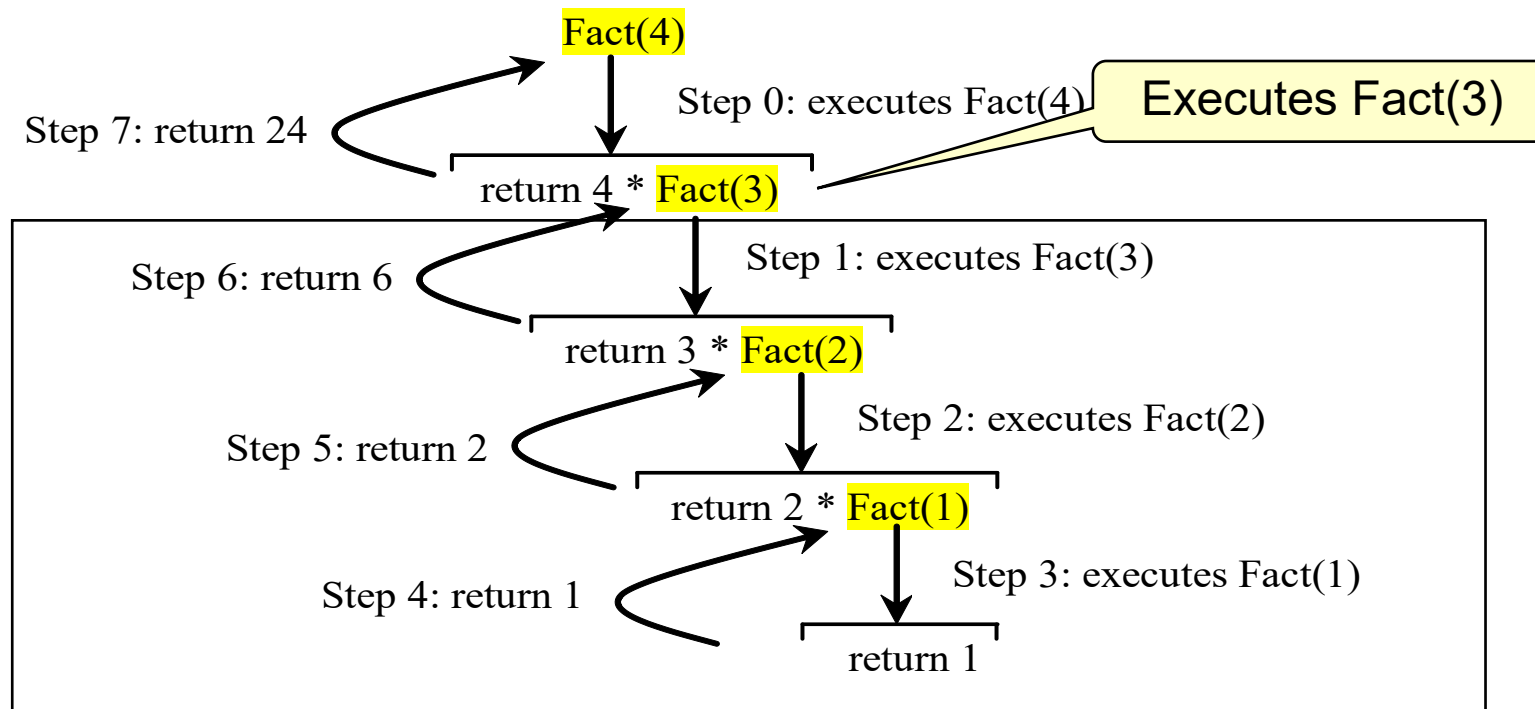 Fact(4)
Step 0: executes Fact(4)
Executes Fact(3)
Step 7: return 24
return 4 * Fact(3)
Step 1: executes Fact(3)
Step 6: return 6
return 3 * Fact(2)
Step 2: executes Fact(2)
Step 5: return 2
return 2 * Fact(1)
Step 3: executes Fact(1)
Step 4: return 1
return 1